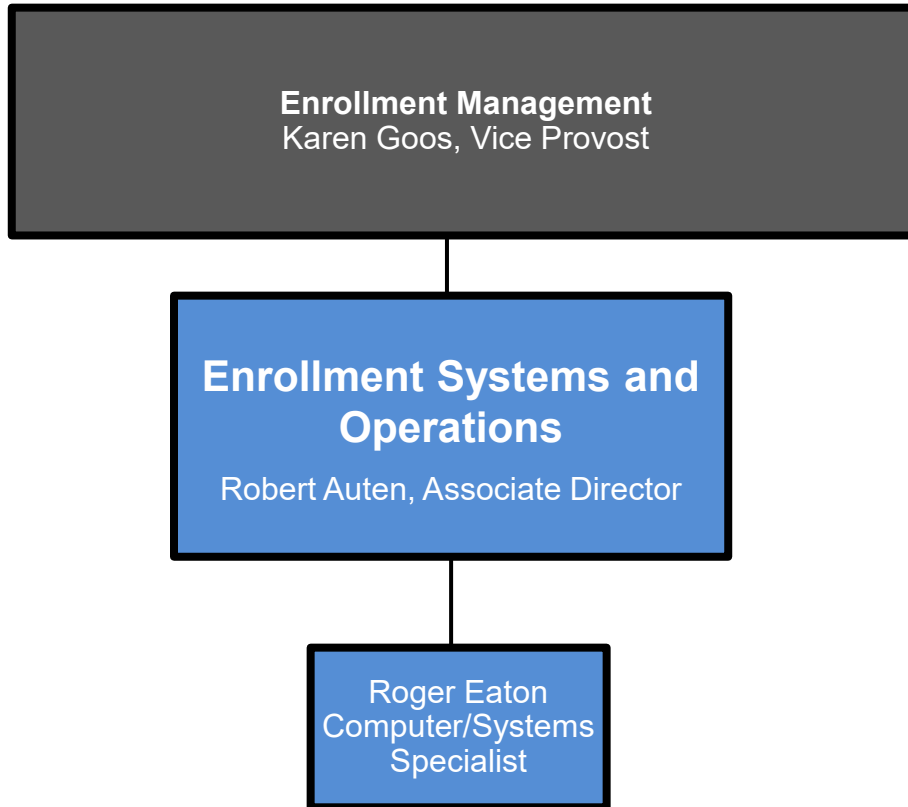 Enrollment Management
Karen Goos, Vice Provost
Enrollment Systems and
Operations
Robert Auten, Associate Director
Roger Eaton
Computer/Systems
Specialist